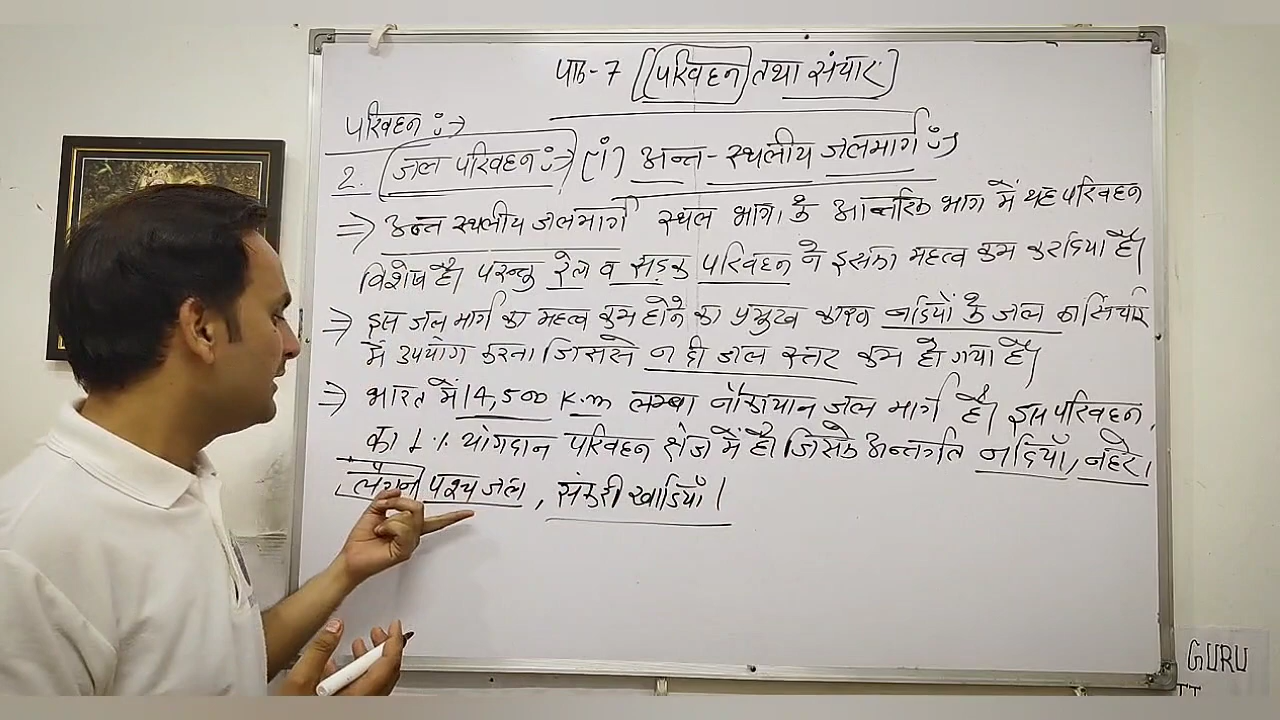 पाठ-7 [(परिवहन) तथा संचार]
परिवहन :->
2. (जल परिवहन :->) (i) अन्त-स्थलीय जलमार्ग :->
=> अन्त स्थलीय जलमार्ग स्थल भाग के आन्तरिक भाग में यह परिवहन
विशेष है। परन्तु रेल व सड़क परिवहन ने इसका महत्व कम कर दिया है।
=> इस जल मार्ग का महत्व कम होने का प्रमुख कारण नदियों के जल का सिंचाई
में उपयोग करना जिससे नदी जल स्तर कम हो गया है।
=> भारत में 14,500 K.m लम्बा नौकायान जल मार्ग है। इस परिवहन
का 1% योगदान परिवहन क्षेत्र में है। जिसके अन्तर्गत नदियाँ, नहरे।
पश्च जल, संकरी खाडियाँ।
GURU